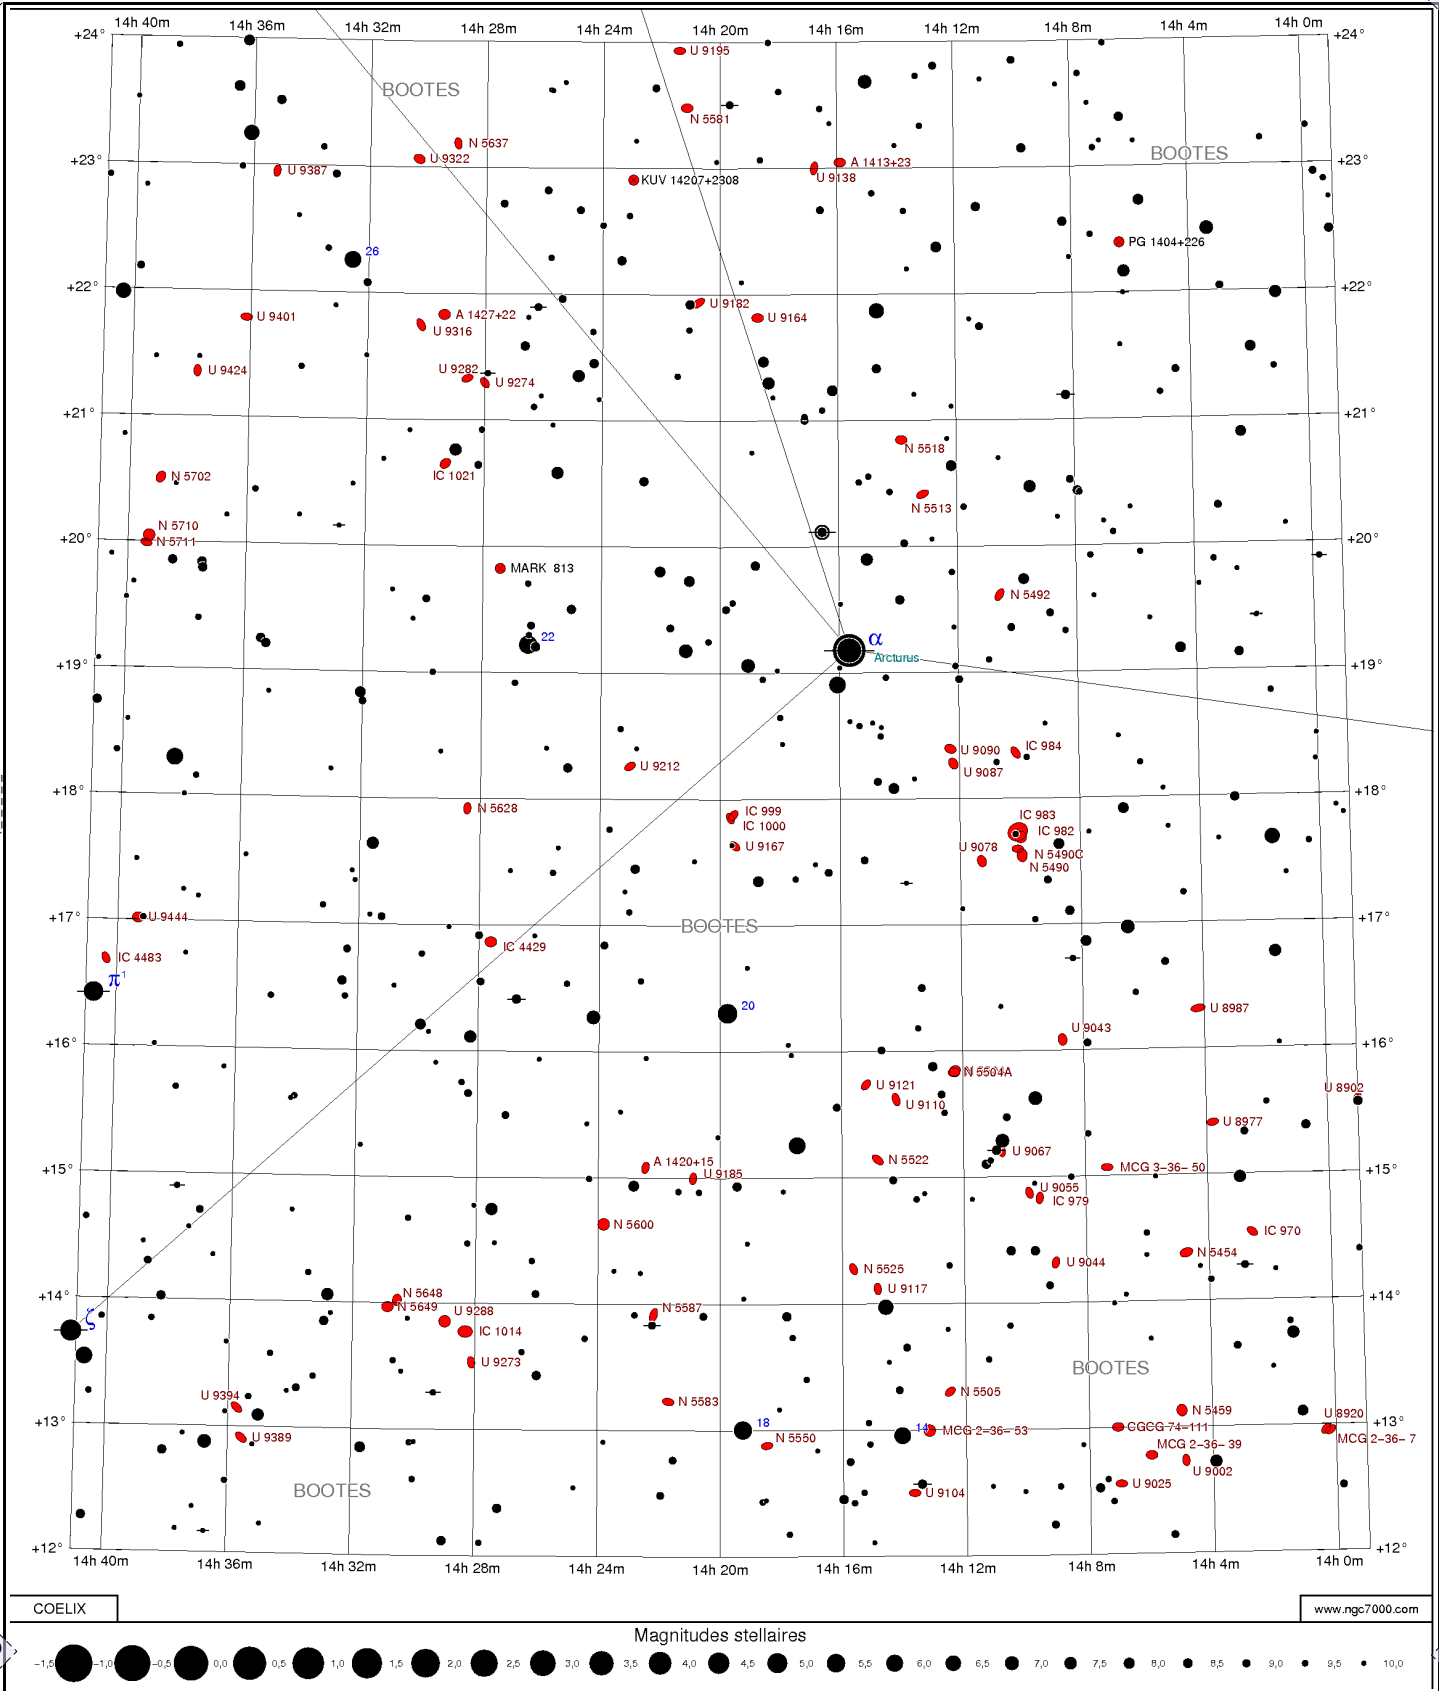 14h 40m 14h 36m 14h 32m 14h 28m 14h 24m 14h 20m 14h 16m 14h 12m 14h 8m 14h 4m 14h 0m
+24° +24°
U 9195
BOOTES
N 5581
N 5637
U 9322
BOOTES
+23° +23°
A 1413+23
U 9387
U 9138
KUV 14207+2308
PG 1404+226
26
+22° +22°
U 9182
U 9401
A 1427+22
U 9164
U 9316
U 9424
U 9282
U 9274
+21° +21°
N 5518
N 5702
IC 1021
N 5513
N 5710
+20° +20°
N 5711
MARK 813
N 5492
22
α
Arcturus
+19° +19°
U 9090
IC 984
U 9212
U 9087
+18° +18°
N 5628
IC 999
IC 983
IC 1000
IC 982
U 9167
U 9078
N 5490C
N 5490
+17° +17°
U 9444
BOOTES
IC 4429
IC 4483
π1
20
U 8987
U 9043
+16° +16°
N 5504A
U 9121
U 8902
U 9110
U 8977
U 9067
A 1420+15
N 5522
MCG 3-36- 50
+15° +15°
U 9185
U 9055
IC 979
N 5600
IC 970
N 5454
U 9044
N 5525
U 9117
+14° +14°
N 5648
N 5649
N 5587
U 9288
ζ
IC 1014
U 9273
BOOTES
U 9394
N 5505
N 5583
N 5459
U 8920
+13° +13°
18
14
MCG 2-36- 53
CGCG 74-111
U 9389
N 5550
MCG 2-36- 39
MCG 2-36- 7
U 9002
U 9025
BOOTES
U 9104
+12° +12°
14h 40m 14h 36m 14h 32m 14h 28m 14h 24m 14h 20m 14h 16m 14h 12m 14h 8m 14h 4m 14h 0m
COELIX
www.ngc7000.com
Magnitudes stellaires
-1,5 -1,0 -0,5 0,0 0,5 1,0 1,5 2,0 2,5 3,0 3,5 4,0 4,5 5,0 5,5 6,0 6,5 7,0 7,5 8,0 8,5 9,0 9,5 10,0